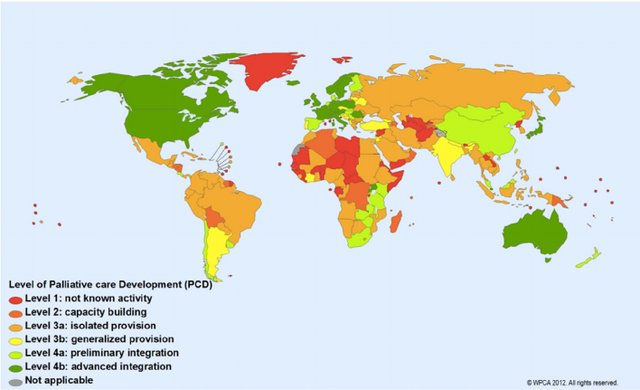 Level of Palliative care Development (PCD)
Level 1: not known activity
Level 2: capacity building
Level 3a: isolated provision
Level 3b: generalized provision
Level 4a: preliminary integration
Level 4b: advanced integration
Not applicable
© WPCA 2012. All rights reserved.